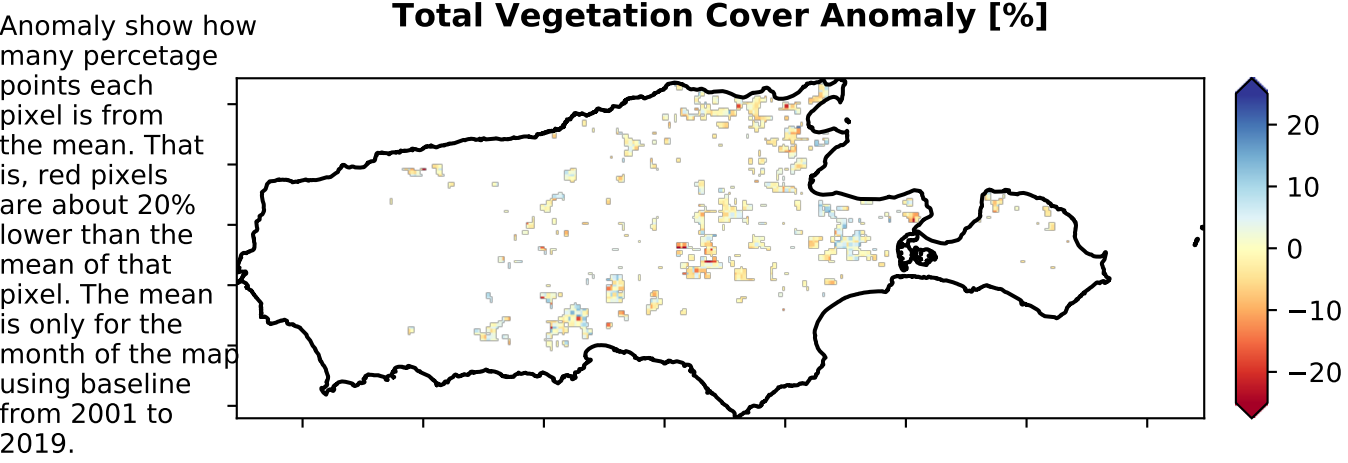 Total Vegetation Cover Anomaly [%]
Anomaly show how
many percetage
points each
pixel is from
the mean. That
is, red pixels
are about 20%
lower than the
mean of that
pixel. The mean
is only for the
month of the map
using baseline
from 2001 to
2019.
20
10
0
−10
−20